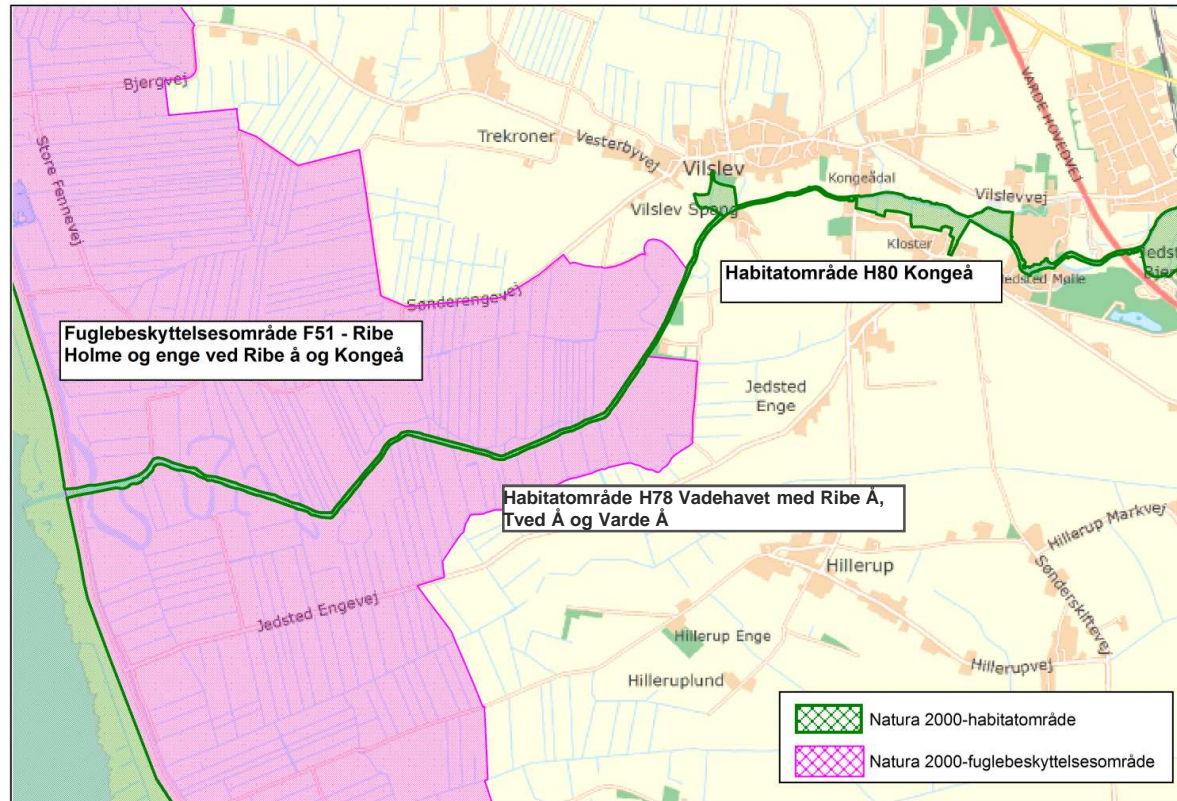 Bjergvej
Store Fennevej
Trekroner
Vesterbyvej
Vilslev
Kongeådal
VARDE HOVEDVEJ
Vilslev Spang
Vilslevvej
Kloster
Jedsted Mølle
Habitatområde H80 Kongeå
Sønderengevej
Fuglebeskyttelsesområde F51 - Ribe
Holme og enge ved Ribe å og Kongeå
Jedsted
Enge
Habitatområde H78 Vadehavet med Ribe Å,
Tved Å og Varde Å
Hillerup Markvej
Hillerup
Sønderskiftevej
Jedsted Engevej
Hillerup Enge
Hillerupvej
Hilleruplund
Natura 2000-habitatområde
Natura 2000-fuglebeskyttelsesområde